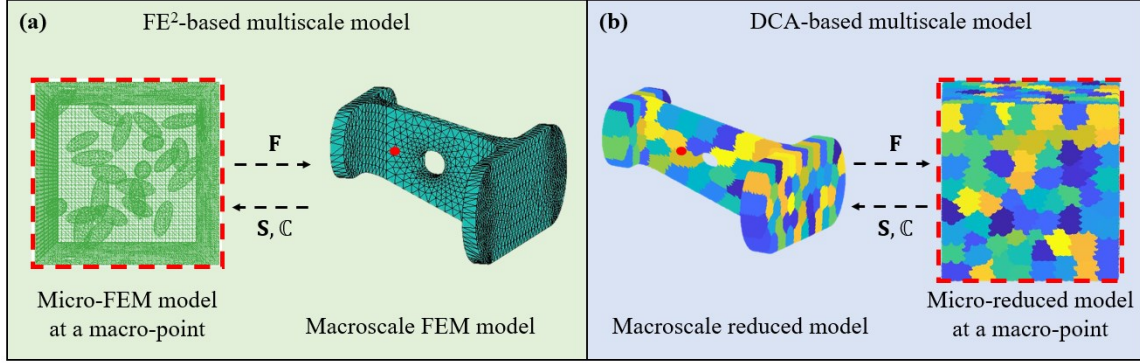 (a)
FE²-based multiscale model
F
S, ℂ
Micro-FEM model
at a macro-point
Macroscale FEM model
(b)
DCA-based multiscale model
F
S, ℂ
Macroscale reduced model
Micro-reduced model
at a macro-point